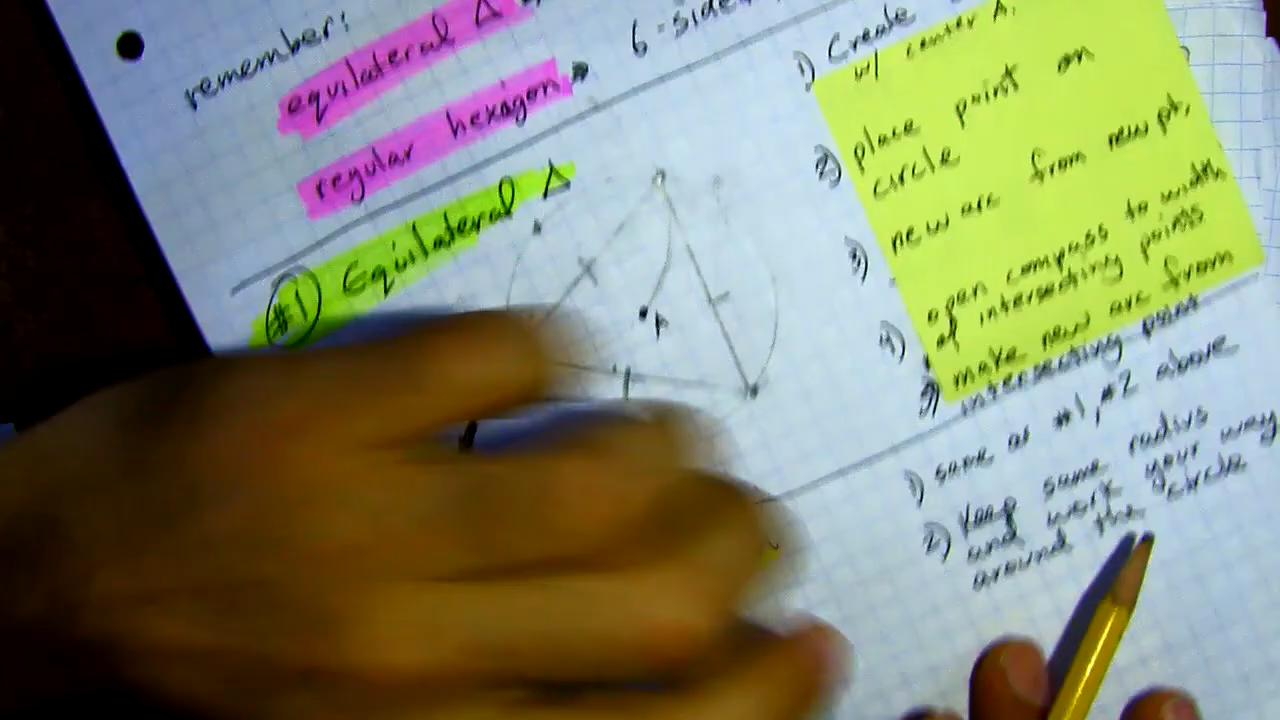 remember:
equilateral Δ
regular hexagon
6-side
#1) Equilateral Δ
A
1) Create
w/ center A.
2) place point on
circle
3) new arc from new pt.
4) open compass to width
of intersecting points
5) make new arc from
intersecting point
1) same as #1, #2 above
2) Keep same radius
and work your way
around the circle